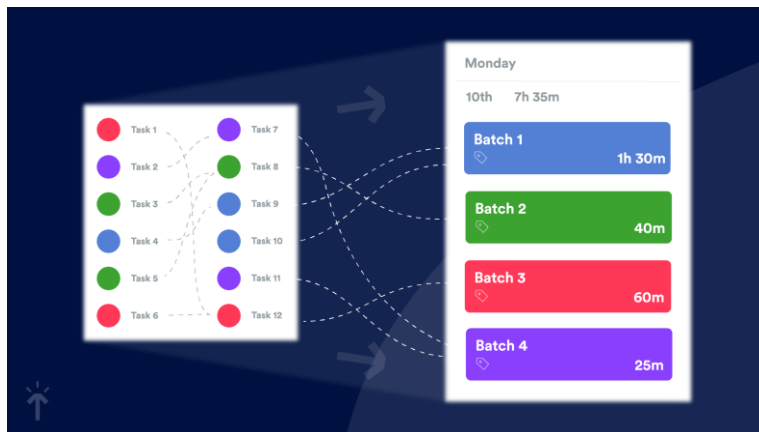 Task 1
Task 2
Task 3
Task 4
Task 5
Task 6
Task 7
Task 8
Task 9
Task 10
Task 11
Task 12
Monday
10th 7h 35m
Batch 1
1h 30m
Batch 2
40m
Batch 3
60m
Batch 4
25m